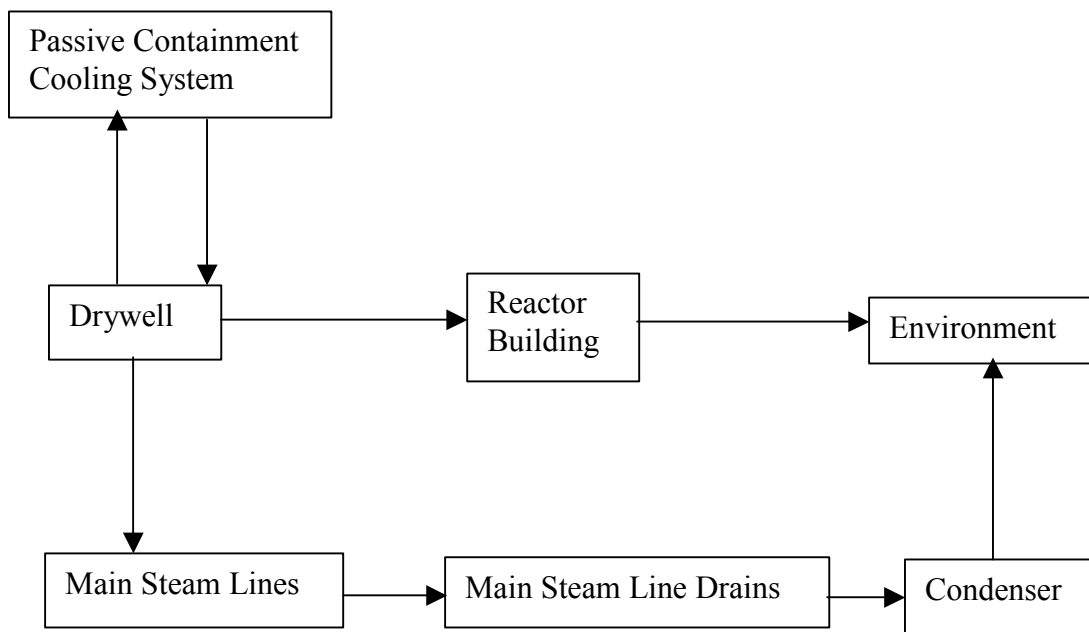 Passive Containment
Cooling System
Drywell
Reactor
Building
Environment
Main Steam Lines
Main Steam Line Drains
Condenser